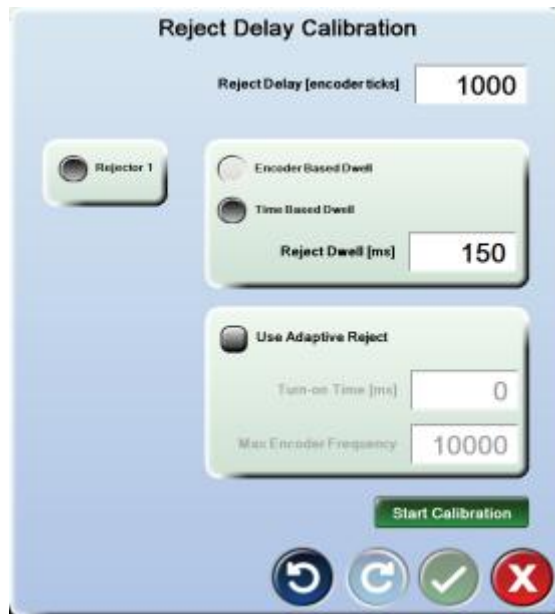 Reject Delay Calibration
Reject Delay [encoder ticks] 1000
Rejector 1
Encoder Based Dwell
Time Based Dwell
Reject Dwell [ms] 150
Use Adaptive Reject
Turn-on Time [ms] 0
Max Encoder Frequency 10000
Start Calibration